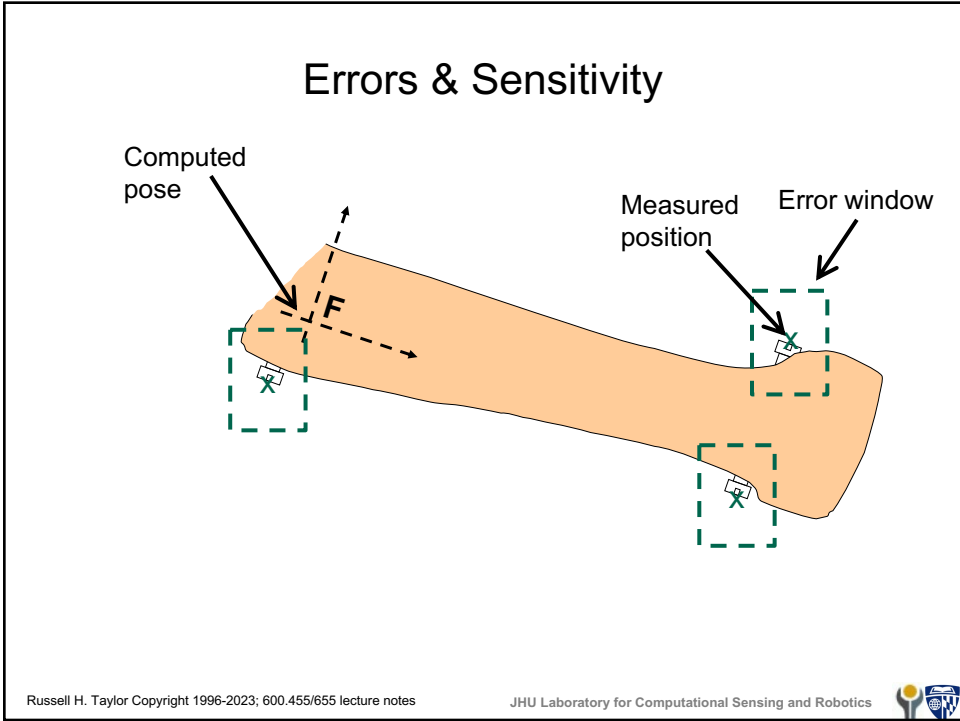 Errors & Sensitivity
Computed
pose
Measured
position
Error window
F
x
x
x
Russell H. Taylor Copyright 1996-2023; 600.455/655 lecture notes
JHU Laboratory for Computational Sensing and Robotics